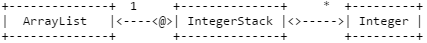 +--------------+ 1    +--------------+    *  +---------+
|  ArrayList   |<----<@>| IntegerStack |<>----->| Integer |
+--------------+      +--------------+       +---------+